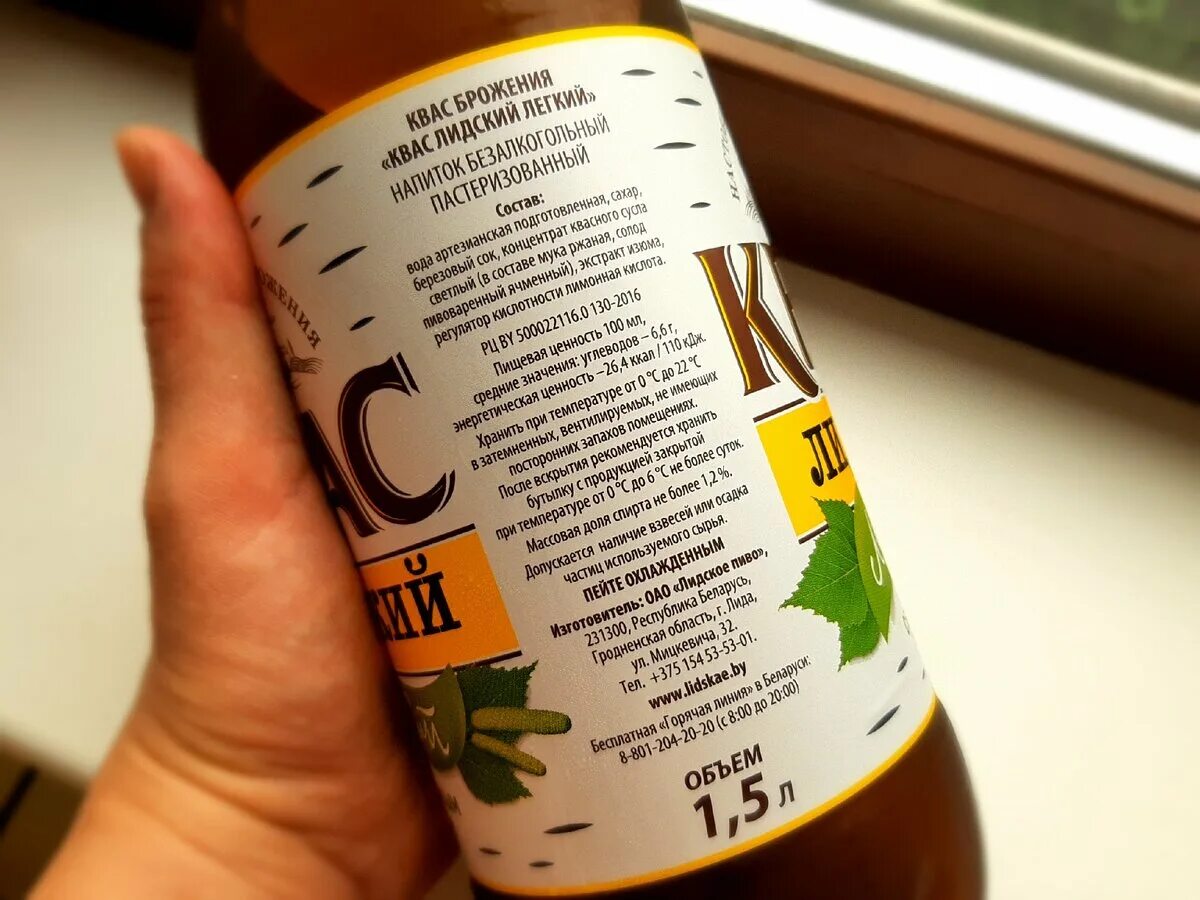 КВАС БРОЖЕНИЯ
«КВАС ЛИДСКИЙ ЛЕГКИЙ»
НАПИТОК БЕЗАЛКОГОЛЬНЫЙ
ПАСТЕРИЗОВАННЫЙ
Состав:
вода артезианская подготовленная, сахар,
березовый сок, концентрат квасного сусла
светлый (в составе мука ржаная, солод
пивоваренный ячменный), экстракт изюма,
регулятор кислотности лимонная кислота.
РЦ BY 500022116.0 130-2016
Пищевая ценность 100 мл,
средние значения: углеводов – 6,6 г,
энергетическая ценность –26,4 ккал / 110 кДж.
Хранить при температуре от 0 °С до 22 °С
в затемненных, вентилируемых, не имеющих
посторонних запахов помещениях.
После вскрытия рекомендуется хранить
бутылку с продукцией закрытой
при температуре от 0 °С до 6 °С не более суток.
Массовая доля спирта не более 1,2 %.
Допускается наличие взвесей или осадка
частиц используемого сырья.
ПЕЙТЕ ОХЛАЖДЕННЫМ
Изготовитель: ОАО «Лидское пиво»,
231300, Республика Беларусь,
Гродненская область, г. Лида,
ул. Мицкевича, 32.
Тел. +375 154 53-53-01.
www.lidskae.by
Бесплатная «Горячая линия» в Беларуси:
8-801-204-20-20 (с 8:00 до 20:00)
ОБЪЕМ
1,5 л
АС
КИЙ
К
ЛИ